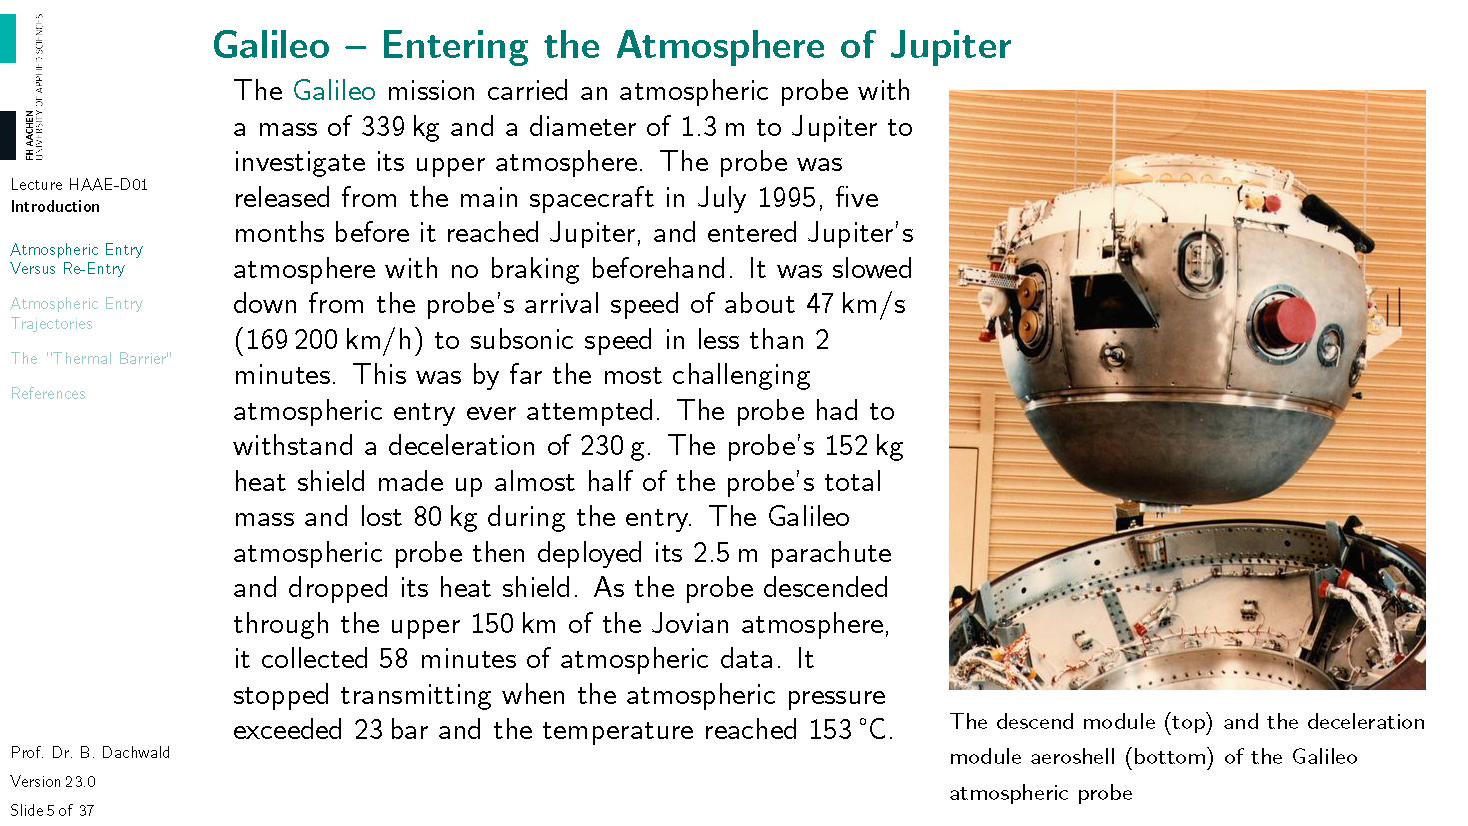 FH AACHEN
UNIVERSITY OF APPLIED SCIENCES
Lecture HAAE-D01
Introduction
Atmospheric Entry
Versus Re-Entry
Atmospheric Entry
Trajectories
The "Thermal Barrier"
References
Prof. Dr. B. Dachwald
Version 23.0
Slide 5 of 37
Galileo – Entering the Atmosphere of Jupiter
The Galileo mission carried an atmospheric probe with
a mass of 339 kg and a diameter of 1.3 m to Jupiter to
investigate its upper atmosphere. The probe was
released from the main spacecraft in July 1995, five
months before it reached Jupiter, and entered Jupiter's
atmosphere with no braking beforehand. It was slowed
down from the probe's arrival speed of about 47 km/s
(169 200 km/h) to subsonic speed in less than 2
minutes. This was by far the most challenging
atmospheric entry ever attempted. The probe had to
withstand a deceleration of 230 g. The probe's 152 kg
heat shield made up almost half of the probe's total
mass and lost 80 kg during the entry. The Galileo
atmospheric probe then deployed its 2.5 m parachute
and dropped its heat shield. As the probe descended
through the upper 150 km of the Jovian atmosphere,
it collected 58 minutes of atmospheric data. It
stopped transmitting when the atmospheric pressure
exceeded 23 bar and the temperature reached 153 °C.
The descend module (top) and the deceleration
module aeroshell (bottom) of the Galileo
atmospheric probe